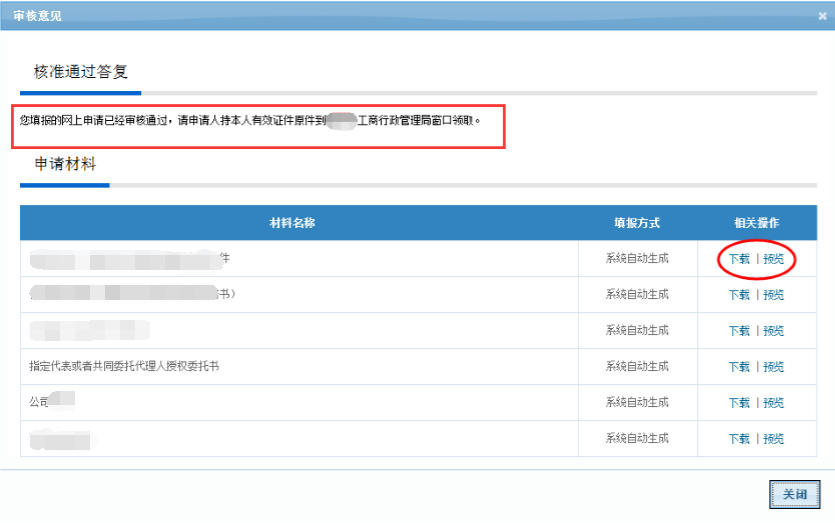 审核意见
核准通过答复
您填报的网上申请已经审核通过，请申请人持本人有效证件原件到 工商行政管理局窗口领取。
申请材料
材料名称 填报方式 相关操作
件 系统自动生成 下载 | 预览
书） 系统自动生成 下载 | 预览
系统自动生成 下载 | 预览
指定代表或者共同委托代理人授权委托书 系统自动生成 下载 | 预览
公司 系统自动生成 下载 | 预览
系统自动生成 下载 | 预览
关闭